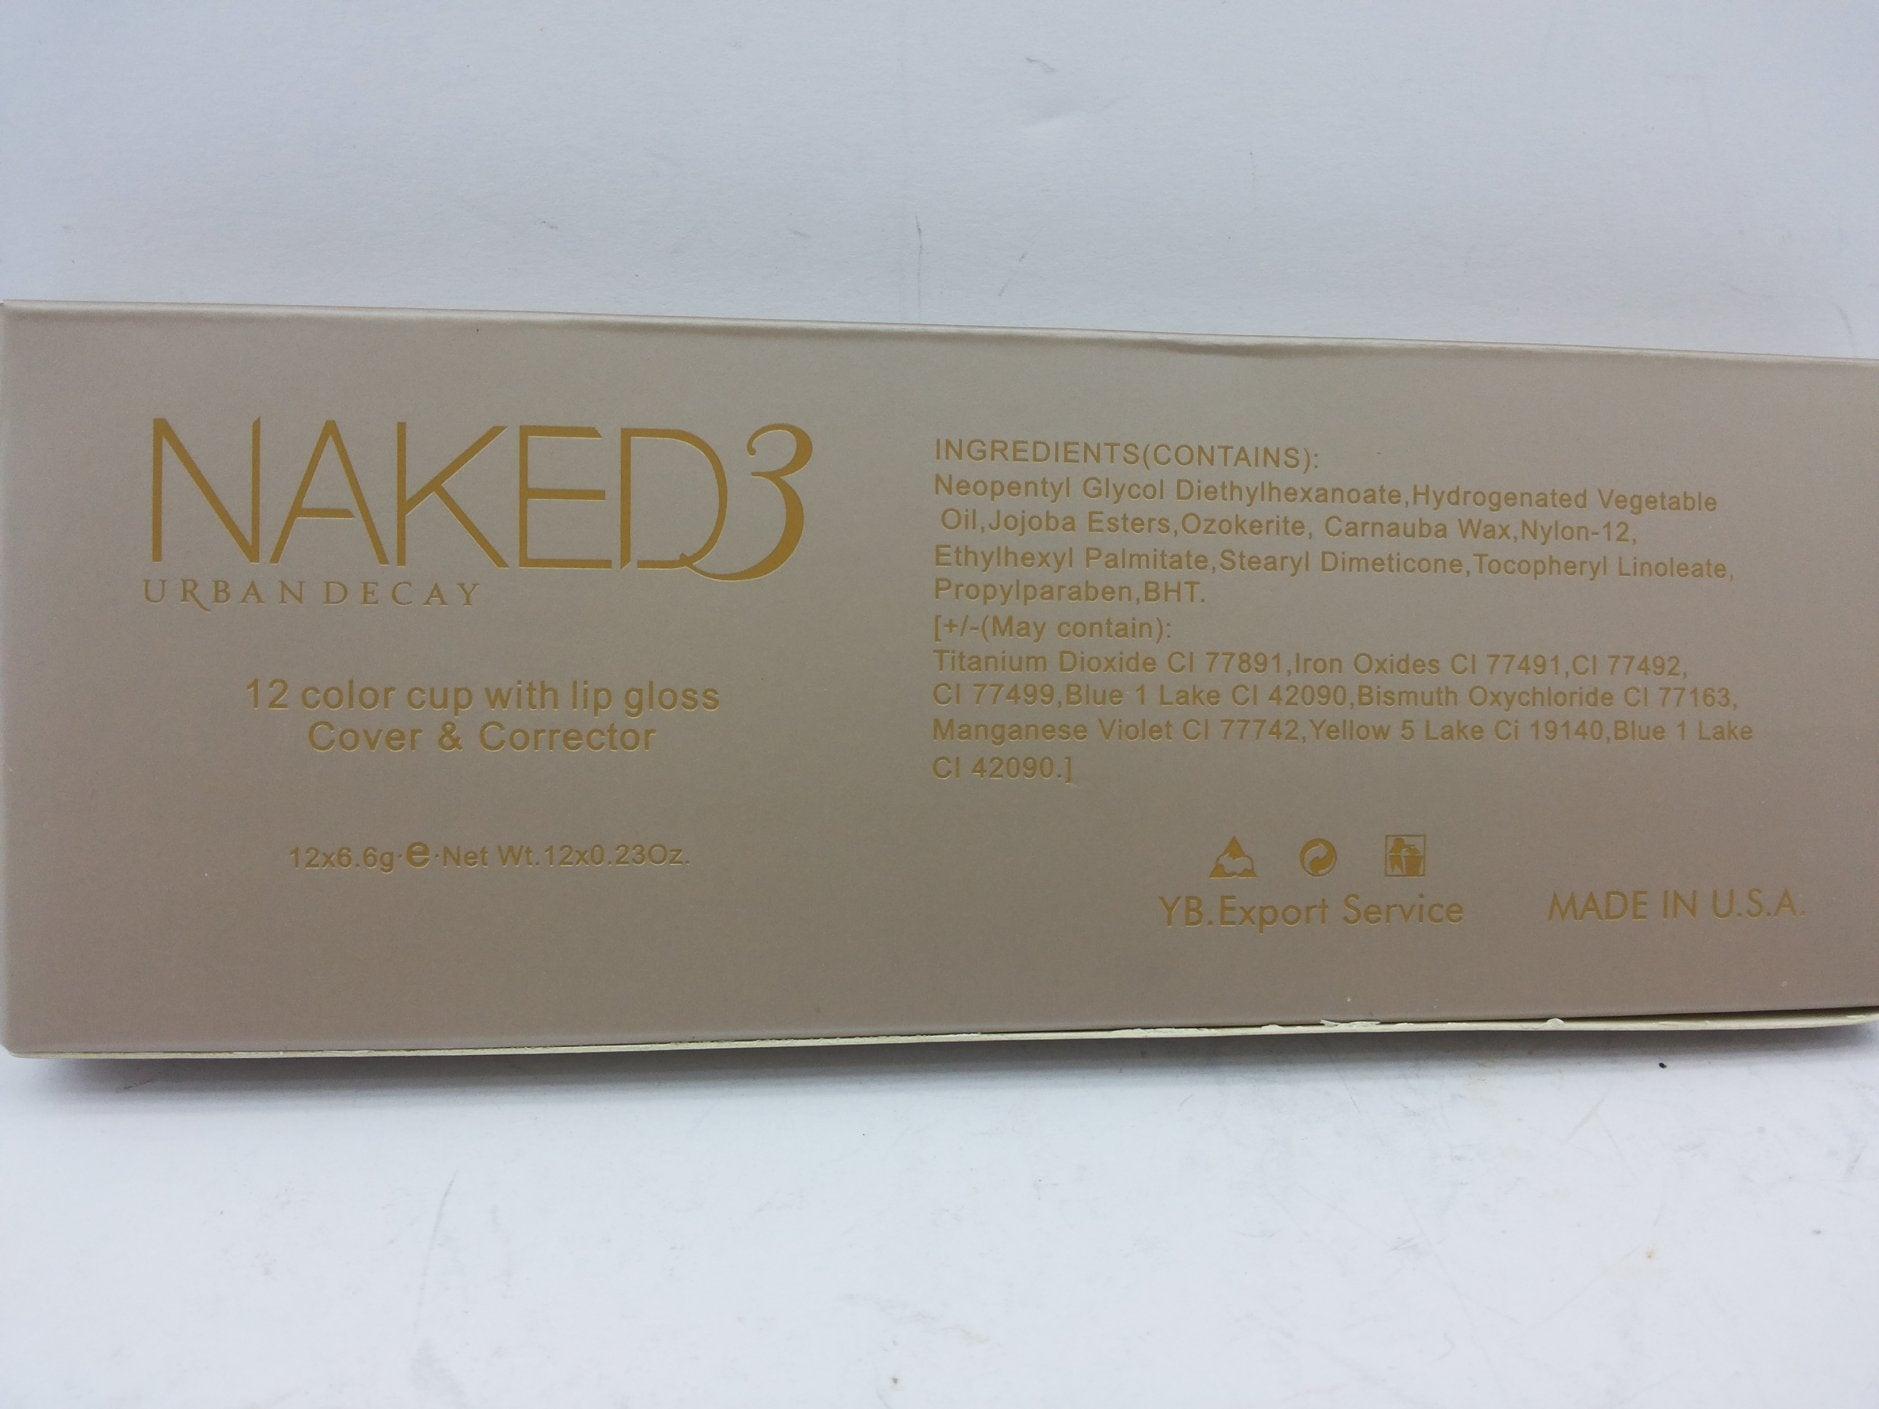 NAKED3
URBAN DECAY
12 color cup with lip gloss
Cover & Corrector
12x6.6g·e·Net Wt.12x0.23Oz.
INGREDIENTS(CONTAINS):
Neopentyl Glycol Diethylhexanoate,Hydrogenated Vegetable
Oil,Jojoba Esters,Ozokerite, Carnauba Wax,Nylon-12,
Ethylhexyl Palmitate,Stearyl Dimeticone,Tocopheryl Linoleate,
Propylparaben,BHT.
[+/-(May contain):
Titanium Dioxide CI 77891,Iron Oxides CI 77491,CI 77492,
CI 77499,Blue 1 Lake CI 42090,Bismuth Oxychloride CI 77163,
Manganese Violet CI 77742,Yellow 5 Lake Ci 19140,Blue 1 Lake
CI 42090.]
YB.Export Service
MADE IN U.S.A.